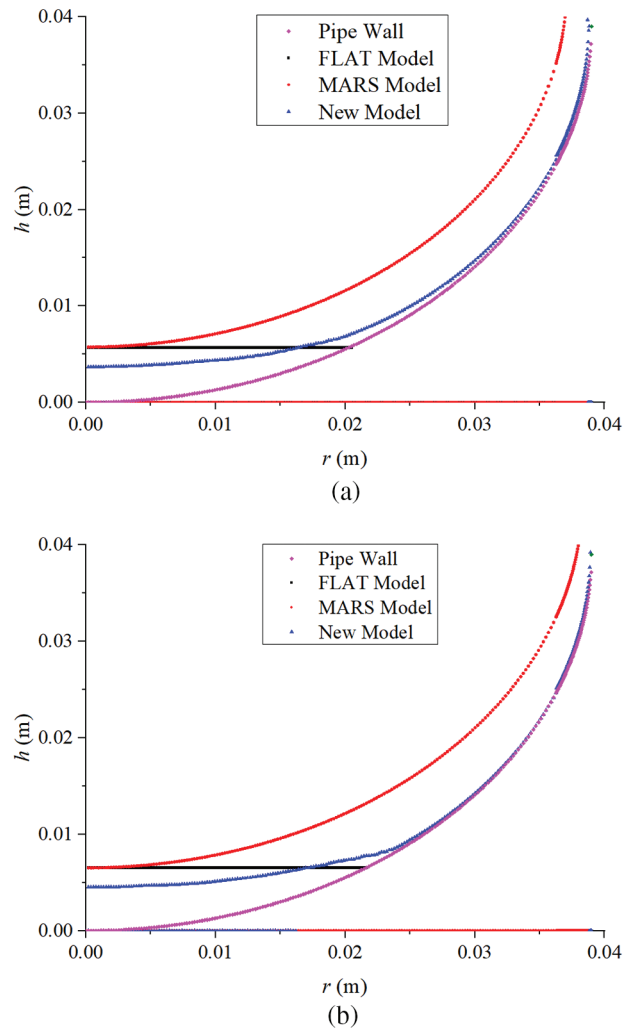 0.04
0.03
0.02
0.01
0.00
h (m)
Pipe Wall
FLAT Model
MARS Model
New Model
0.00 0.01 0.02 0.03 0.04
r (m)
(a)
0.04
0.03
0.02
0.01
0.00
h (m)
Pipe Wall
FLAT Model
MARS Model
New Model
0.00 0.01 0.02 0.03 0.04
r (m)
(b)